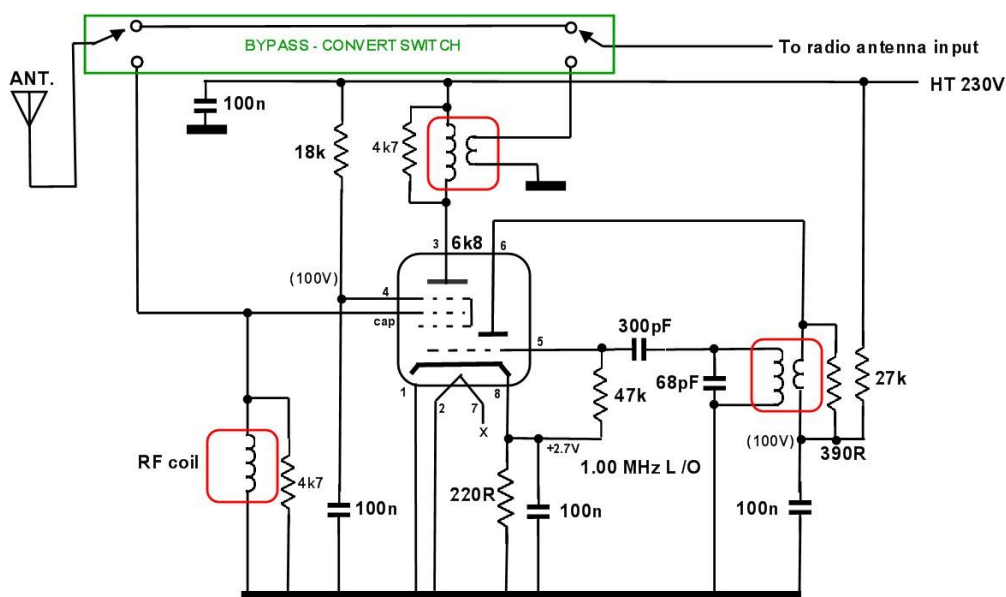 BYPASS - CONVERT SWITCH
To radio antenna input
ANT.
HT 230V
100n
18k
4k7
3
6k8
6
(100V)
4
cap
5
300pF
68pF
27k
1
2
7
8
X
47k
+2.7V
1.00 MHz L /O
(100V)
390R
RF coil
4k7
220R
100n
100n
100n